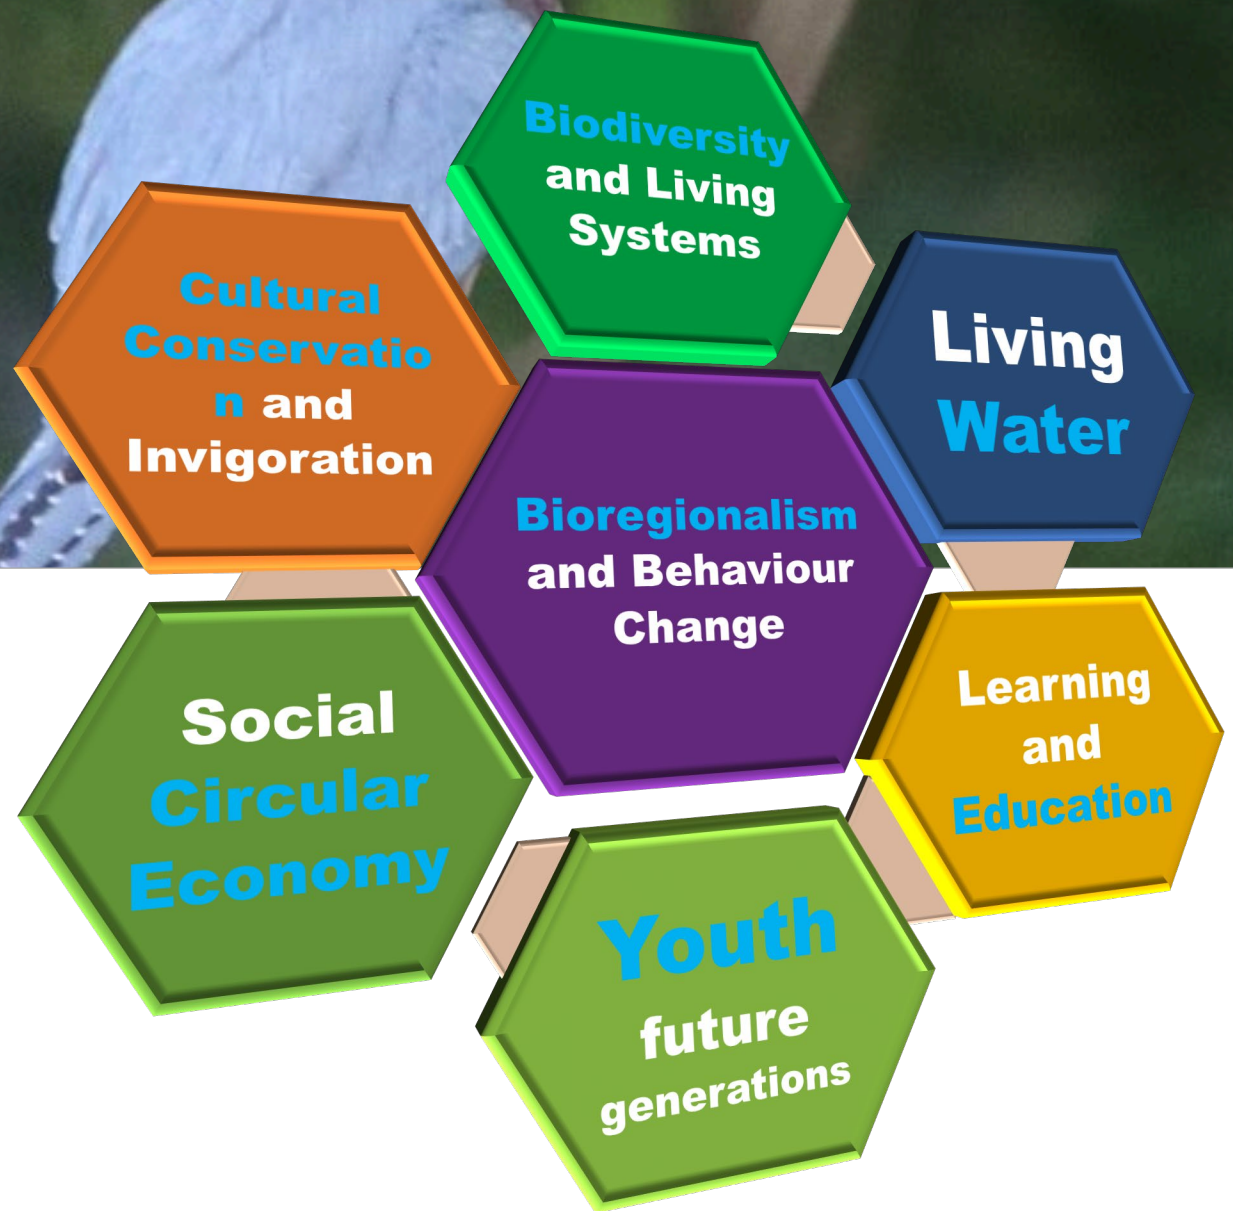 Biodiversity
and Living
Systems
Cultural
Conservatio
n and
Invigoration
Living
Water
Bioregionalism
and Behaviour
Change
Social
Circular
Economy
Learning
and
Education
Youth
future
generations